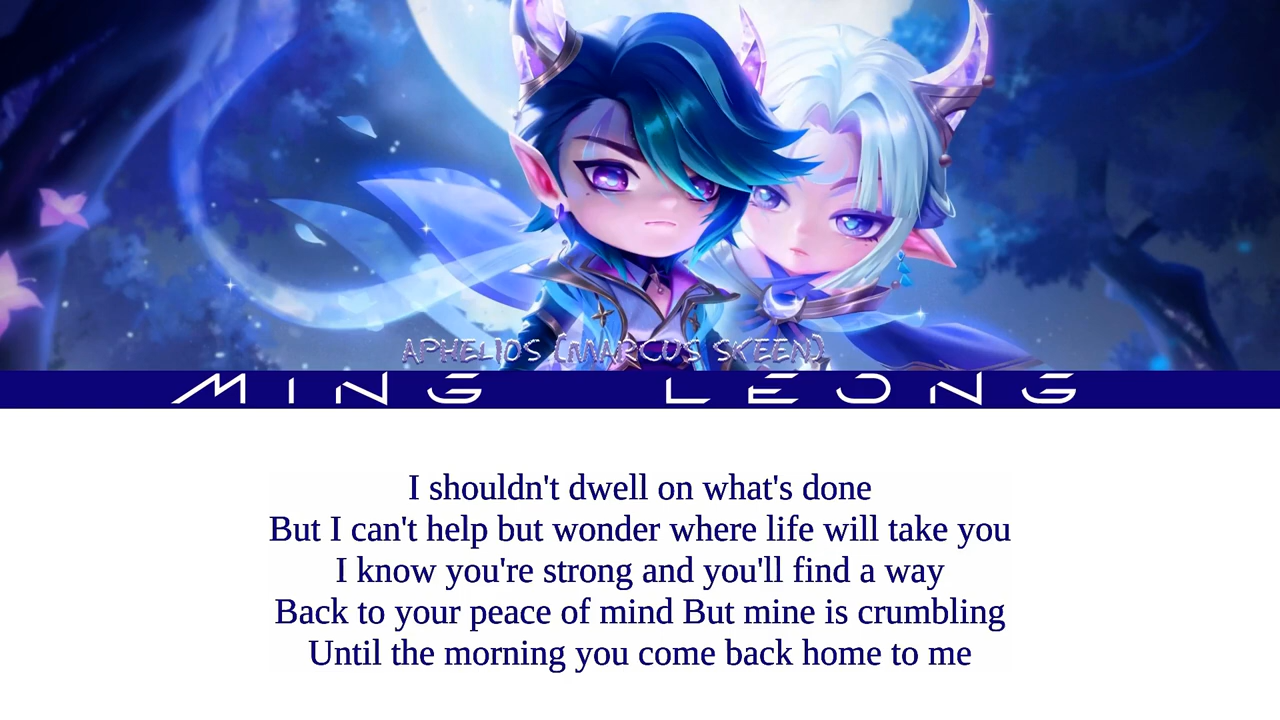 APHELIOS (MARCUS SKEEN)
MING LEONG
I shouldn't dwell on what's done
But I can't help but wonder where life will take you
I know you're strong and you'll find a way
Back to your peace of mind But mine is crumbling
Until the morning you come back home to me